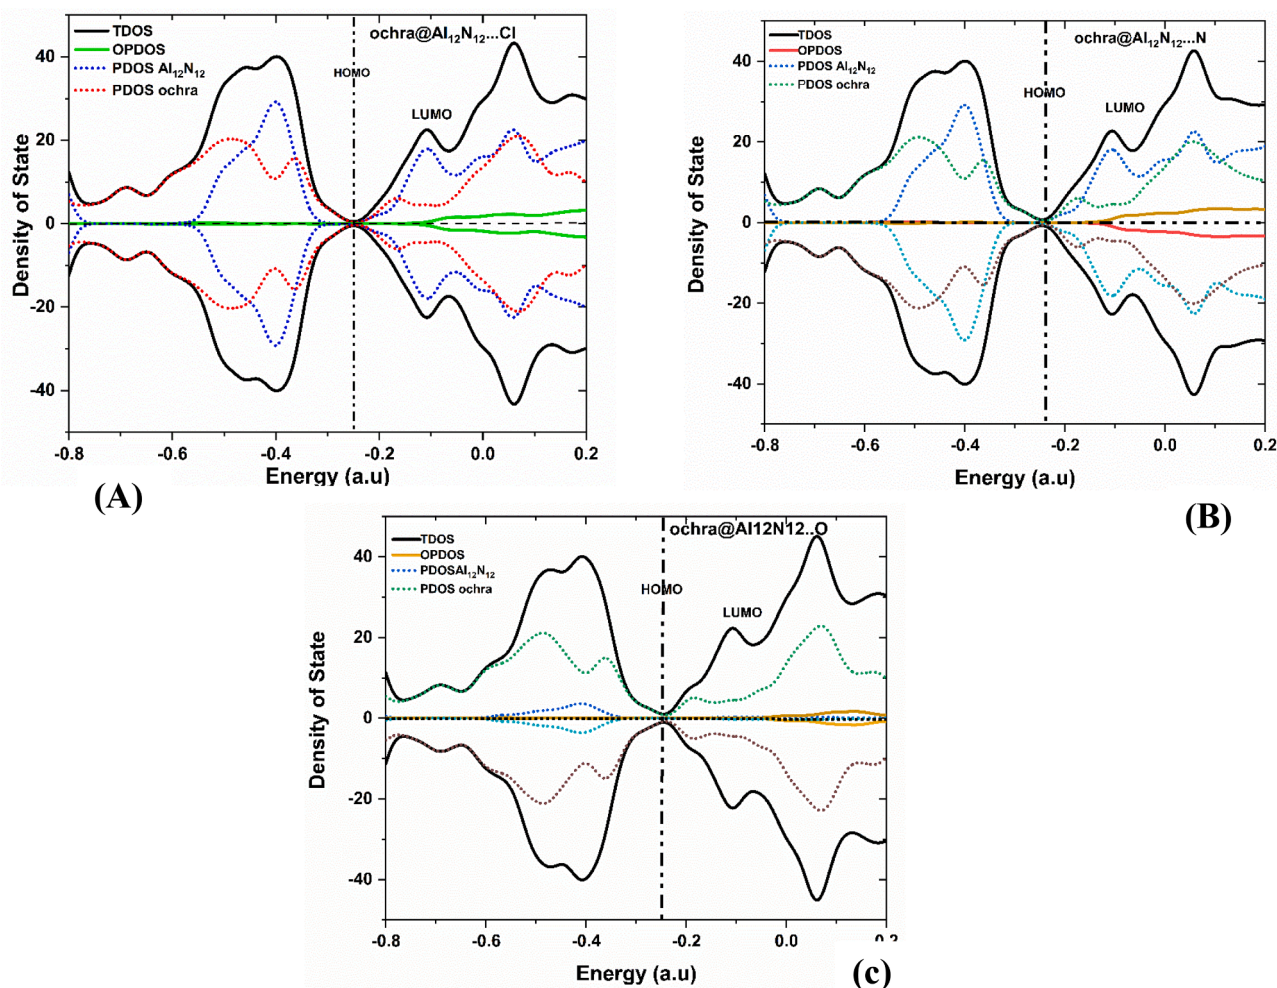 ochra@Al₁₂N₁₂...Cl
TDOS
OPDOS
PDOS Al₁₂N₁₂
PDOS ochra
HOMO
LUMO
40
20
0
-20
-40
Density of State
-0.8
-0.6
-0.4
-0.2
0.0
0.2
Energy (a.u)
(A)
ochra@Al₁₂N₁₂...N
TDOS
OPDOS
PDOS Al₁₂N₁₂
PDOS ochra
HOMO
LUMO
40
20
0
-20
-40
Density of State
-0.8
-0.6
-0.4
-0.2
0.0
0.2
Energy (a.u)
(B)
ochra@Al12N12..O
TDOS
OPDOS
PDOSAl₁₂N₁₂
PDOS ochra
HOMO
LUMO
40
20
0
-20
-40
Density of State
-0.8
-0.6
-0.4
-0.2
0.0
0.2
Energy (a.u)
(c)